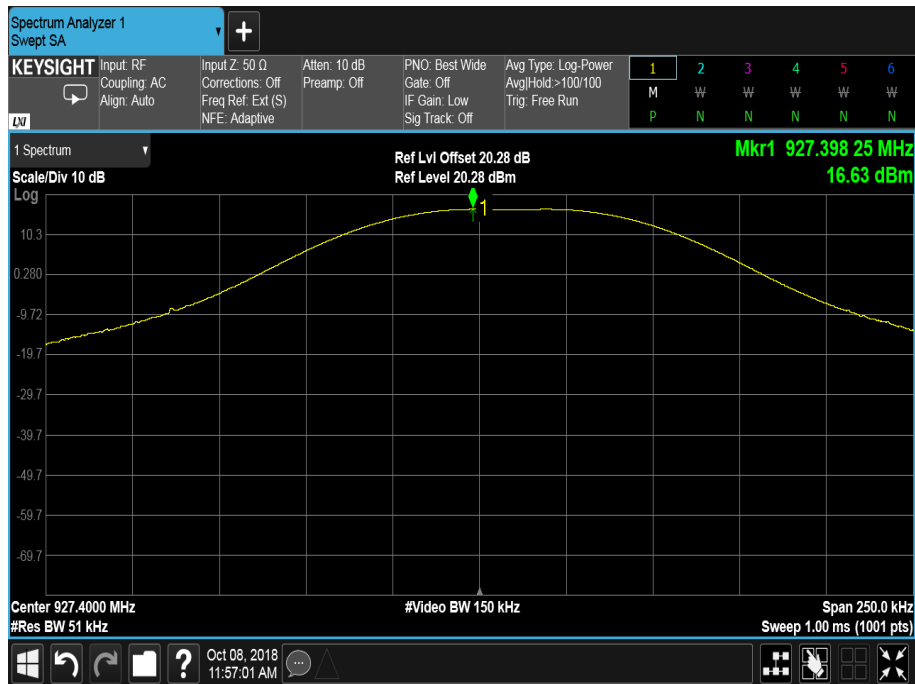 Spectrum Analyzer 1
Swept SA
KEYSIGHT
LXI
Input: RF
Coupling: AC
Align: Auto
Input Z: 50 Ω
Corrections: Off
Freq Ref: Ext (S)
NFE: Adaptive
Atten: 10 dB
Preamp: Off
PNO: Best Wide
Gate: Off
IF Gain: Low
Sig Track: Off
Avg Type: Log-Power
Avg|Hold:>100/100
Trig: Free Run
1 2 3 4 5 6
M W W W W W
P N N N N N
1 Spectrum
Scale/Div 10 dB
Log
Ref Lvl Offset 20.28 dB
Ref Level 20.28 dBm
Mkr1 927.398 25 MHz
16.63 dBm
1
10.3
0.280
-9.72
-19.7
-29.7
-39.7
-49.7
-59.7
-69.7
Center 927.4000 MHz
#Res BW 51 kHz
#Video BW 150 kHz
Span 250.0 kHz
Sweep 1.00 ms (1001 pts)
?
Oct 08, 2018
11:57:01 AM